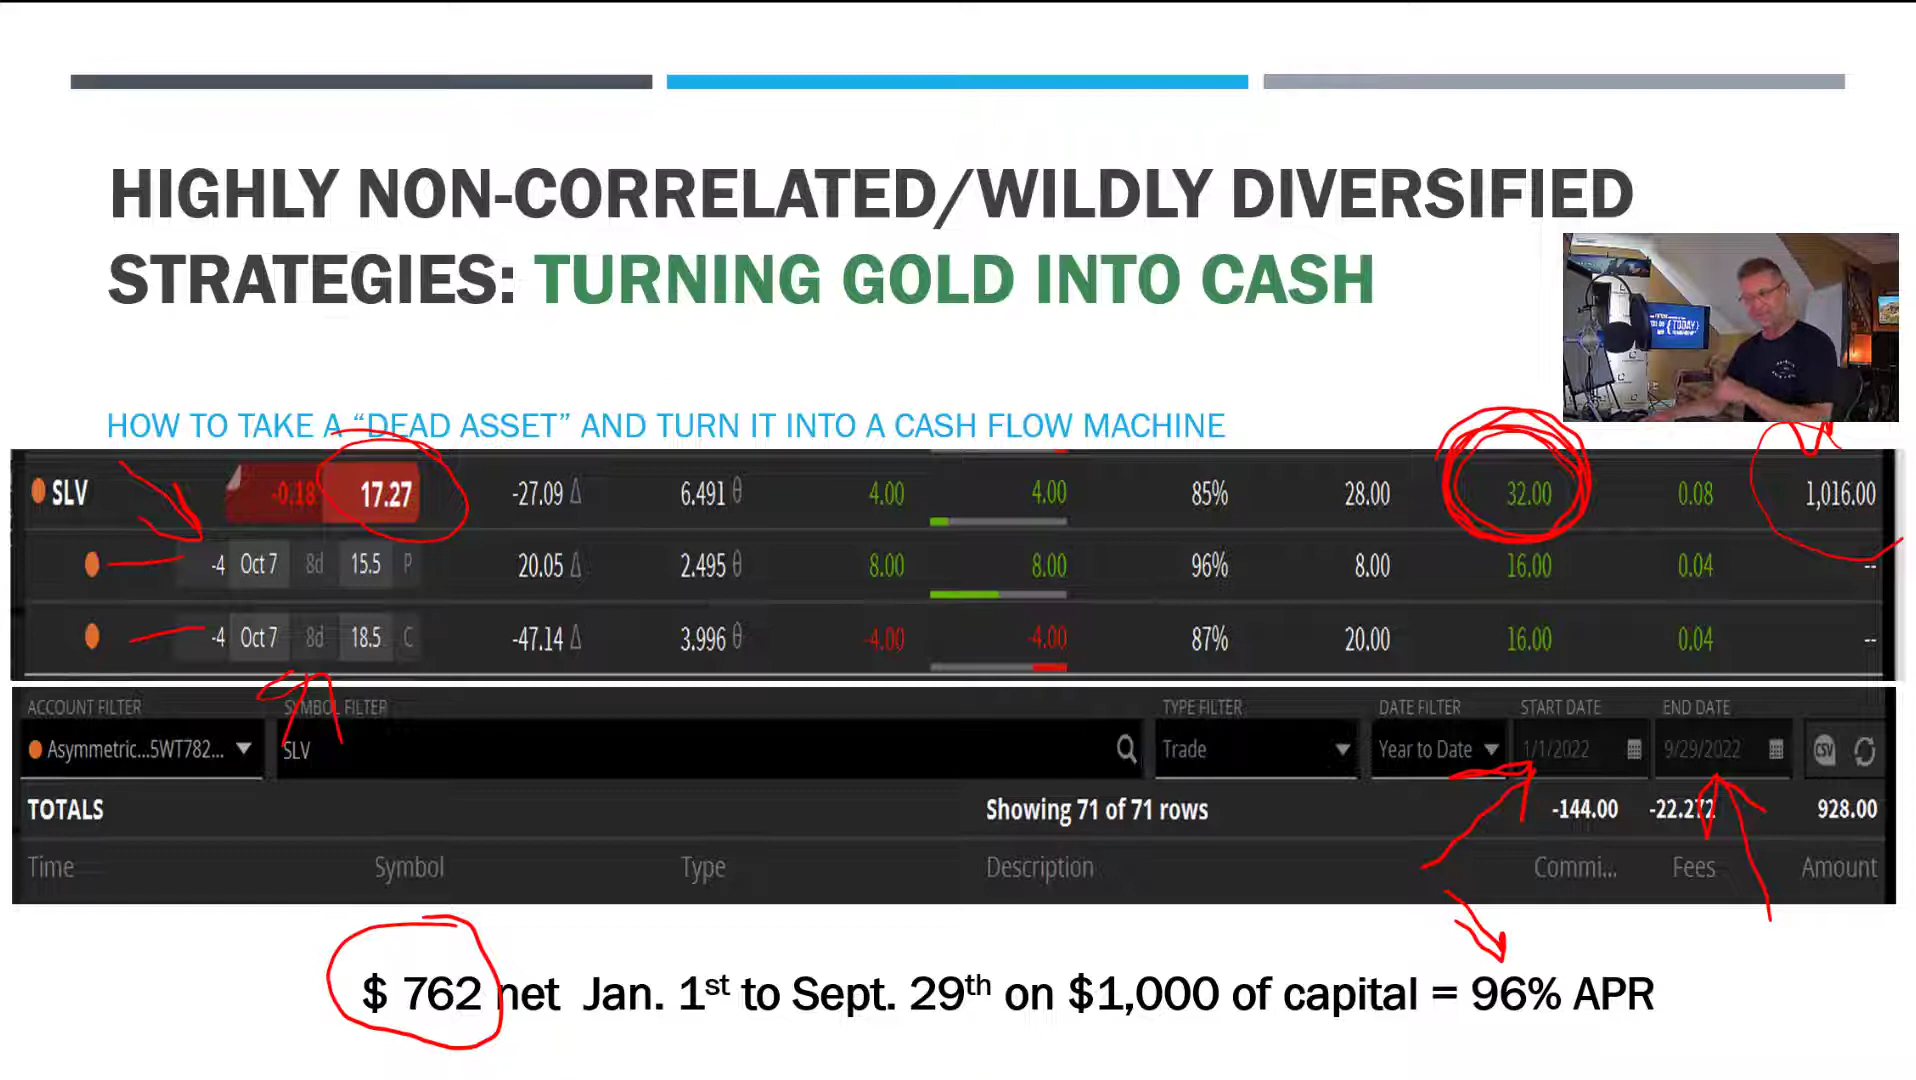 HIGHLY NON-CORRELATED/WILDLY DIVERSIFIED
STRATEGIES: TURNING GOLD INTO CASH
{TODAY}
HOW TO TAKE A “DEAD ASSET” AND TURN IT INTO A CASH FLOW MACHINE
SLV -0.18 17.27 -27.09 Δ 6.491 θ 4.00 4.00 85% 28.00 32.00 0.08 1,016.00
-4 Oct 7 8d 15.5 P 20.05 Δ 2.495 θ 8.00 8.00 96% 8.00 16.00 0.04 --
-4 Oct 7 8d 18.5 C -47.14 Δ 3.996 θ -4.00 -4.00 87% 20.00 16.00 0.04 --
ACCOUNT FILTER SYMBOL FILTER TYPE FILTER DATE FILTER START DATE END DATE
Asymmetric...5WT782... SLV Trade Year to Date 1/1/2022 9/29/2022 CSV
TOTALS Showing 71 of 71 rows -144.00 -22.272 928.00
Time Symbol Type Description Commi... Fees Amount
$ 762 net Jan. 1st to Sept. 29th on $1,000 of capital = 96% APR